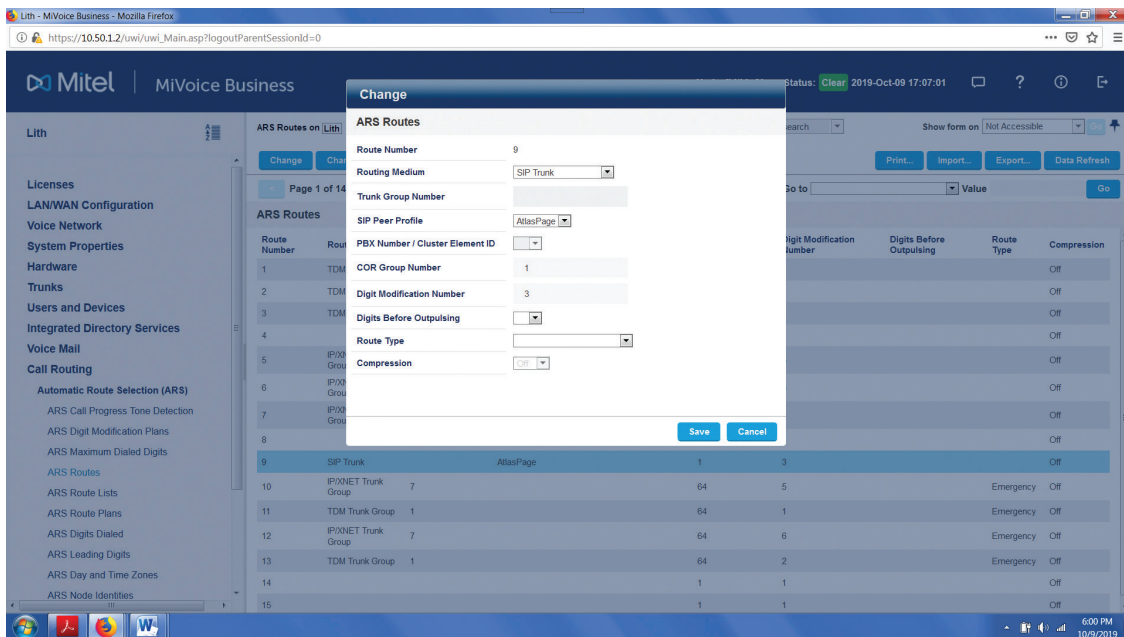 Lith - MiVoice Business - Mozilla Firefox
https://10.50.1.2/uwi/uwi_Main.asp?logoutParentSessionId=0
Mitel | MiVoice Business
Status: Clear 2019-Oct-09 17:07:01
Lith
ARS Routes on Lith
Show form on Not Accessible Go
Change
Print... Import... Export... Data Refresh
Page 1 of 14
Go to
Value
Go
ARS Routes
Route Number
Digit Modification Number
Digits Before Outpulsing
Route Type
Compression
Licenses
LAN/WAN Configuration
Voice Network
System Properties
Hardware
Trunks
Users and Devices
Integrated Directory Services
Voice Mail
Call Routing
Automatic Route Selection (ARS)
ARS Call Progress Tone Detection
ARS Digit Modification Plans
ARS Maximum Dialed Digits
ARS Routes
ARS Route Lists
ARS Route Plans
ARS Digits Dialed
ARS Leading Digits
ARS Day and Time Zones
ARS Node Identities
Change
ARS Routes
Route Number 9
Routing Medium SIP Trunk
Trunk Group Number
SIP Peer Profile AtlasPage
PBX Number / Cluster Element ID
COR Group Number 1
Digit Modification Number 3
Digits Before Outpulsing
Route Type
Compression Off
Save Cancel
1 TDM Off
2 TDM Off
3 TDM Off
4 Off
5 Off
6 Off
7 Off
8 Off
9 SIP Trunk AtlasPage 1 3 Off
10 IP/XNET Trunk Group 7 64 5 Emergency Off
11 TDM Trunk Group 1 64 1 Emergency Off
12 IP/XNET Trunk Group 7 64 6 Emergency Off
13 TDM Trunk Group 1 64 2 Emergency Off
14 1 1 Off
15 1 1 Off
6:00 PM
10/9/2019